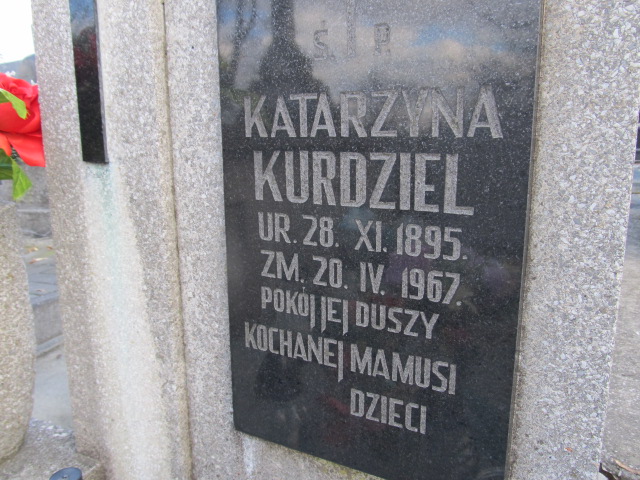 Ś. P.
KATARZYNA
KURDZIEL
UR. 28. XI. 1895.
ZM. 20. IV. 1967.
POKÓJ JEJ DUSZY
KOCHANEJ MAMUSI
DZIECI